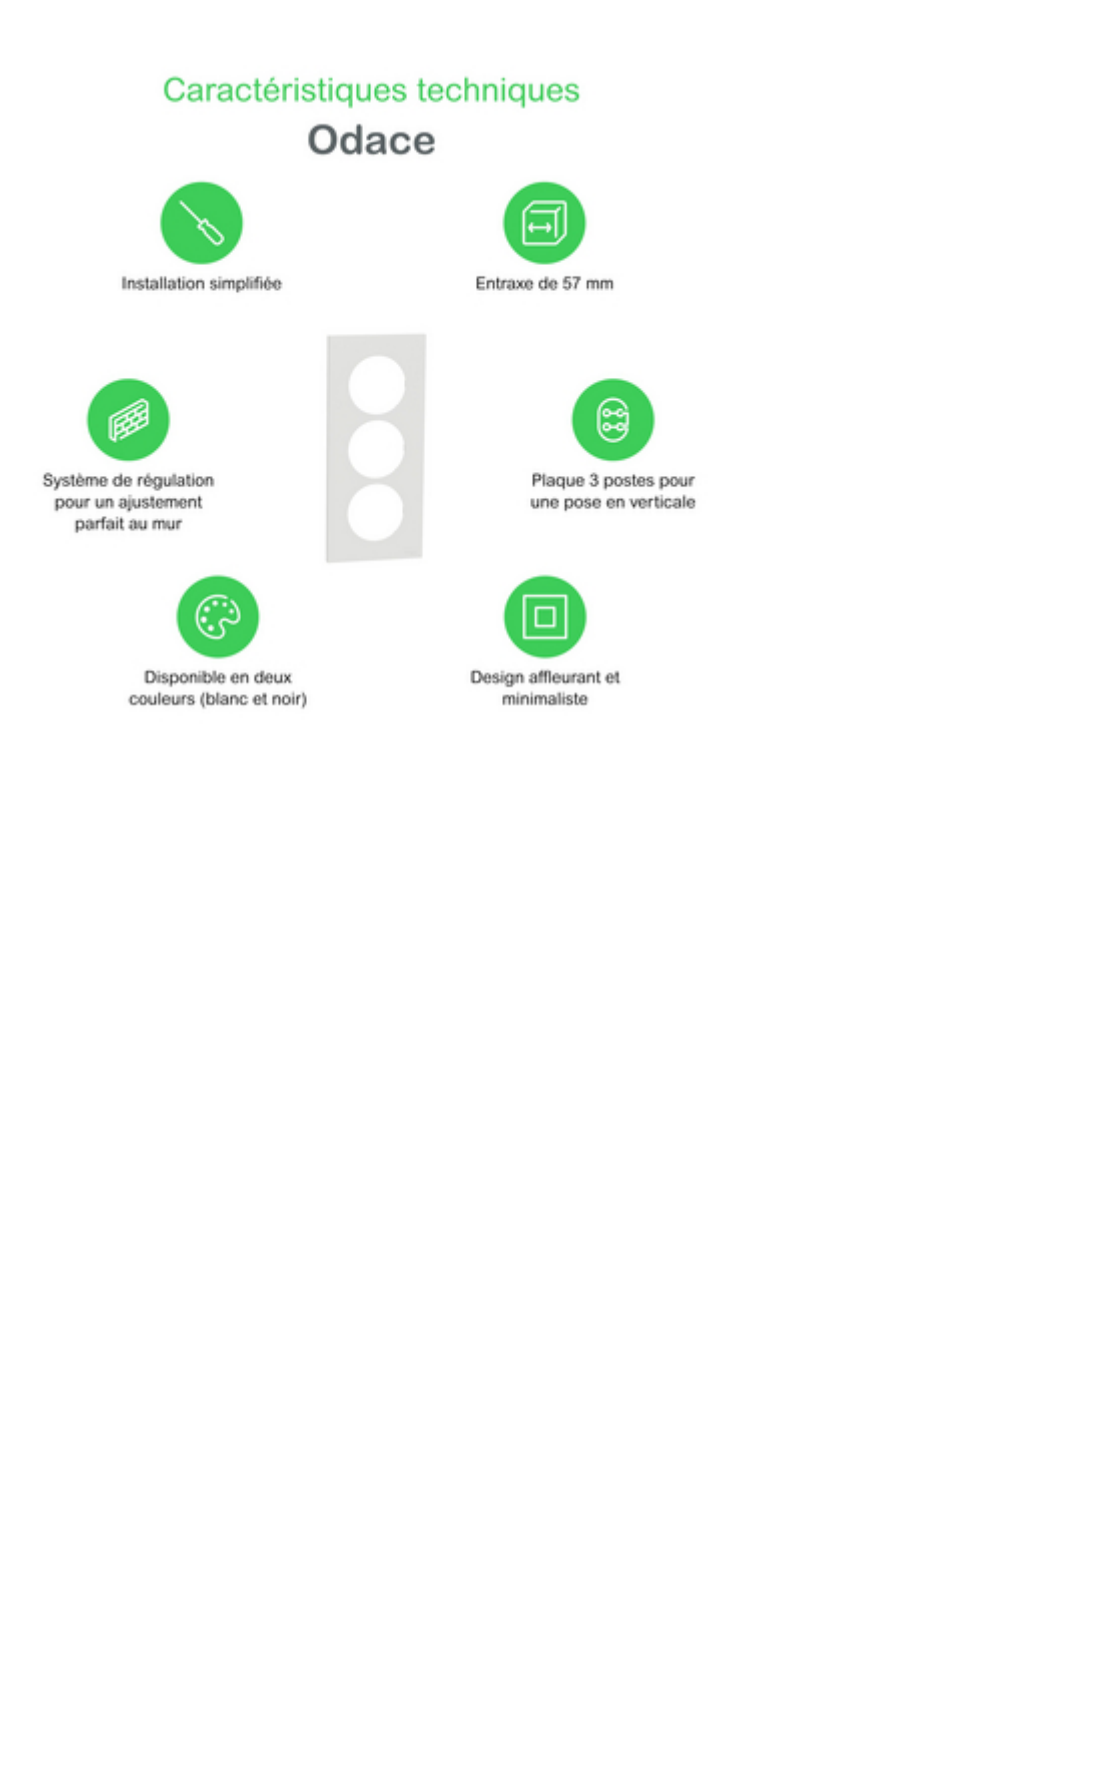 Caractéristiques techniques
Odace
Installation simplifiée
Entraxe de 57 mm
Système de régulation
pour un ajustement
parfait au mur
Plaque 3 postes pour
une pose en verticale
Disponible en deux
couleurs (blanc et noir)
Design affleurant et
minimaliste